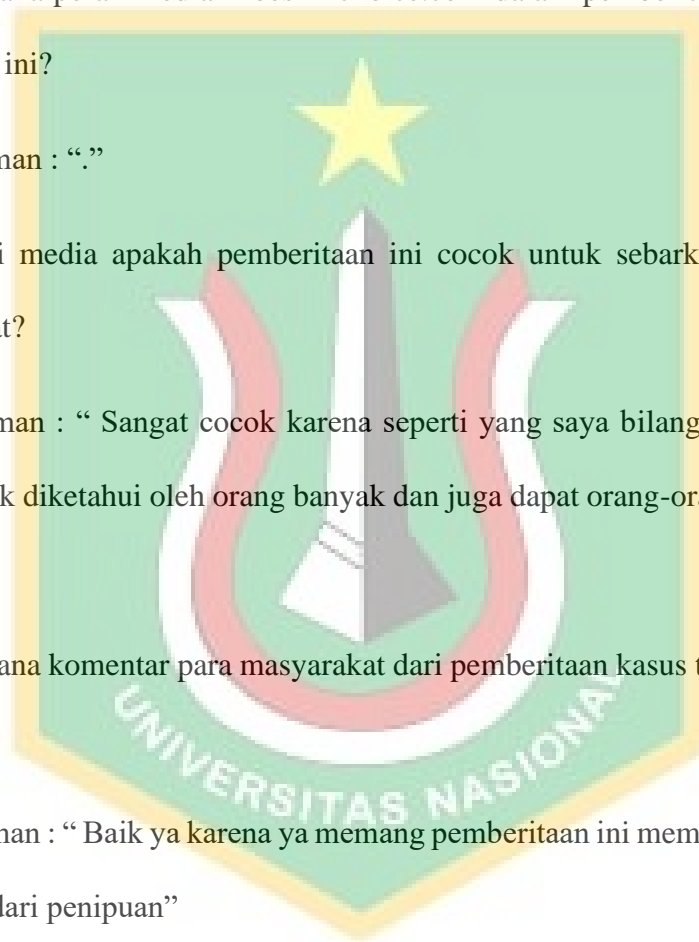 ini?
man : “.”
i media apakah pemberitaan ini cocok untuk sebark
at?
man : “ Sangat cocok karena seperti yang saya bilang
k diketahui oleh orang banyak dan juga dapat orang-ora
ana komentar para masyarakat dari pemberitaan kasus t
UNIVERSITAS NASIONAL
man : “ Baik ya karena ya memang pemberitaan ini mem
dari penipuan”